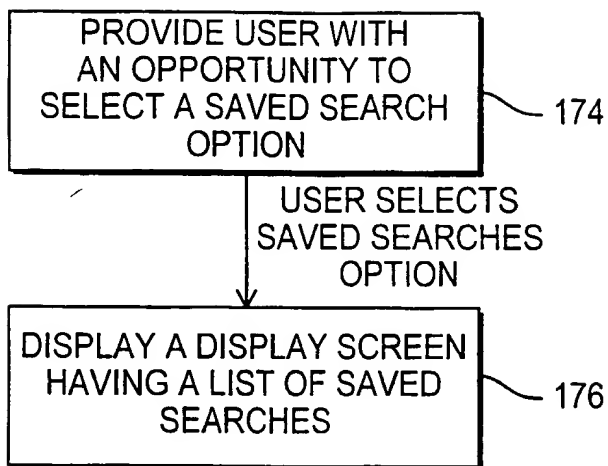 PROVIDE USER WITH
AN OPPORTUNITY TO
SELECT A SAVED SEARCH
OPTION
174
USER SELECTS
SAVED SEARCHES
OPTION
DISPLAY A DISPLAY SCREEN
HAVING A LIST OF SAVED
SEARCHES
176